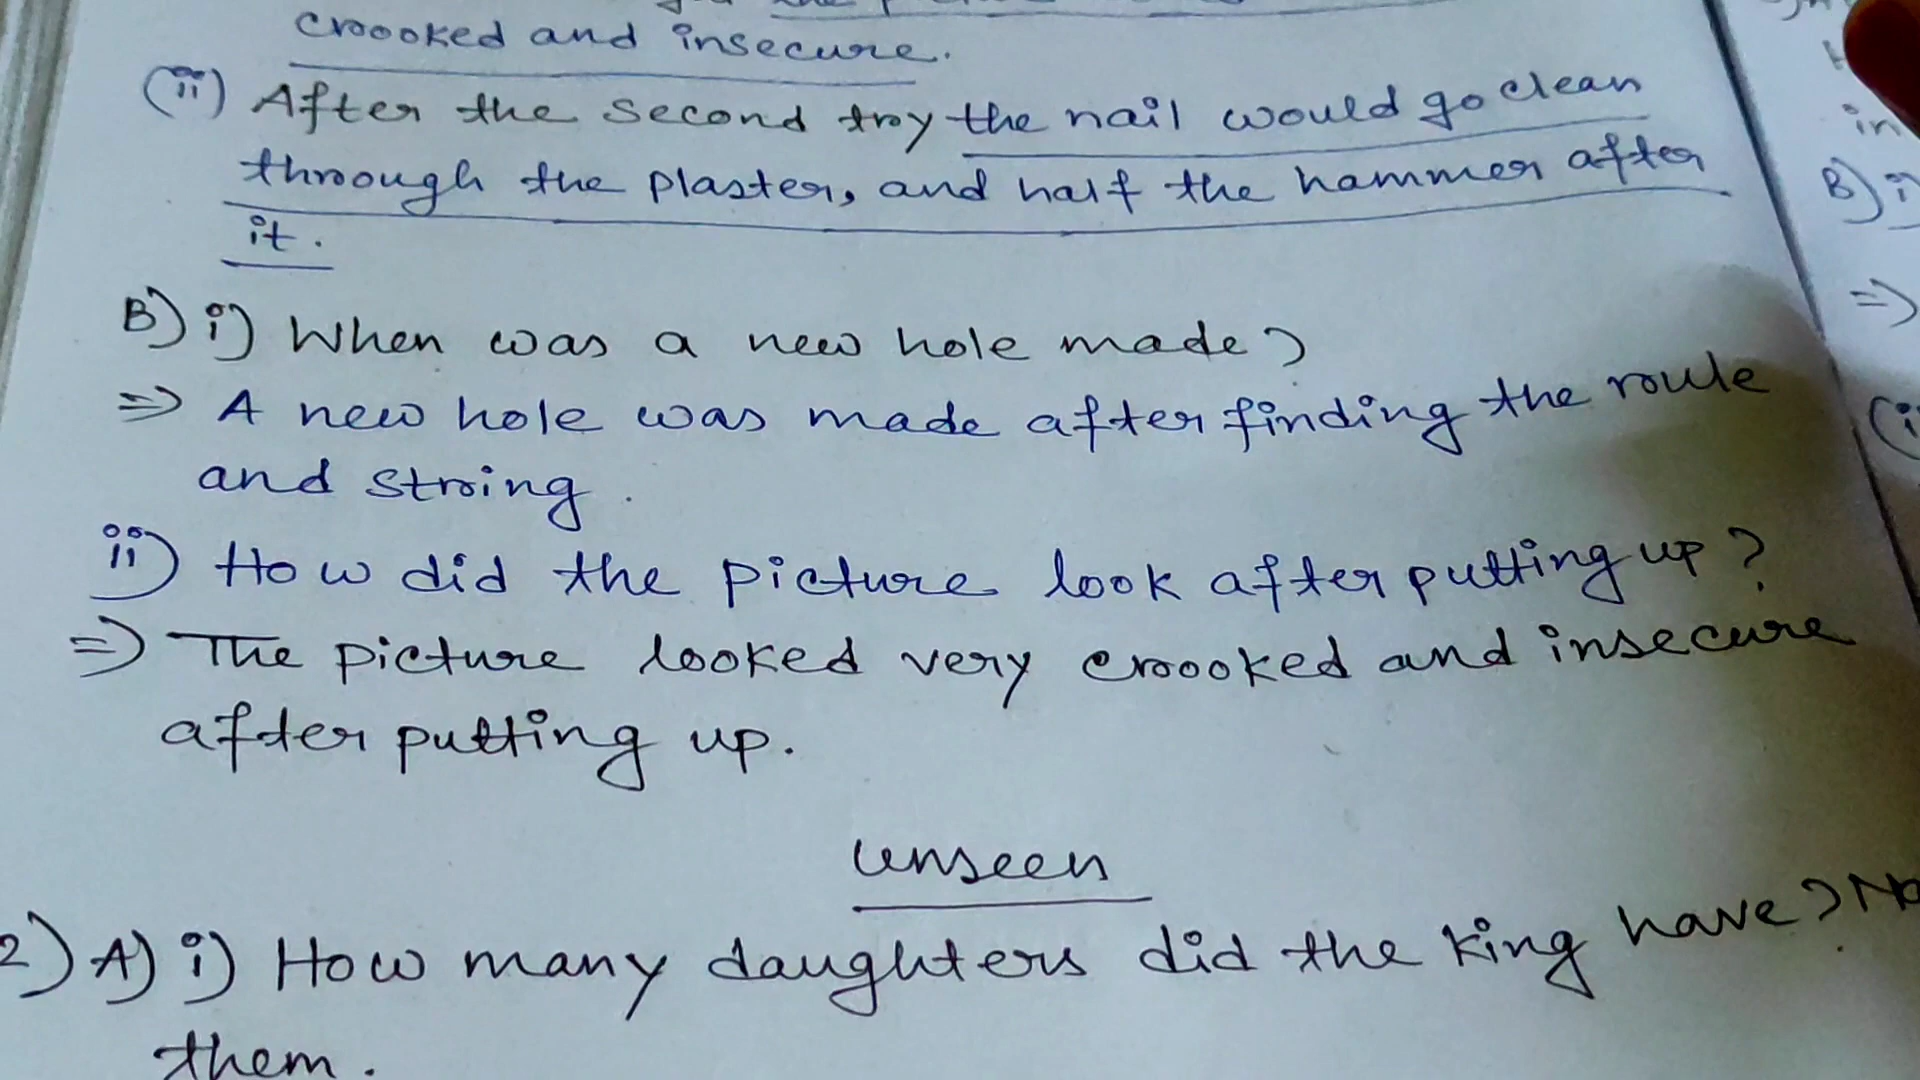 crooked and insecure.
(ii) After the second try the nail would go clean
through the plaster, and half the hammer after
it.
B) i) When was a new hole made?
=> A new hole was made after finding the roule
and string.
ii) How did the picture look after putting up?
=> The picture looked very crooked and insecure
after putting up.
unseen
2) A) i) How many daughters did the king have?
them.
B) i)
=>
(i